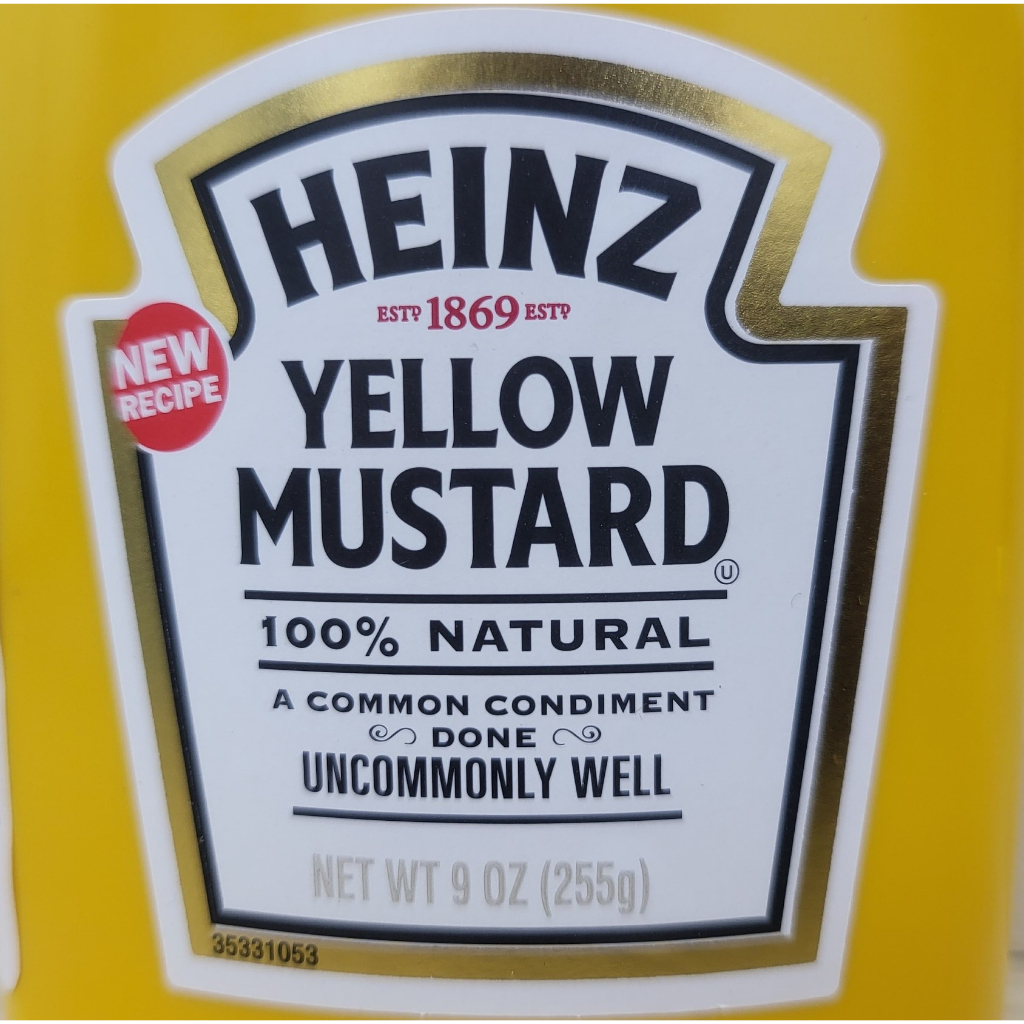 HEINZ
ESTD 1869 ESTD
NEW
RECIPE
YELLOW
MUSTARD
U
100% NATURAL
A COMMON CONDIMENT
DONE
UNCOMMONLY WELL
NET WT 9 OZ (255g)
35331053